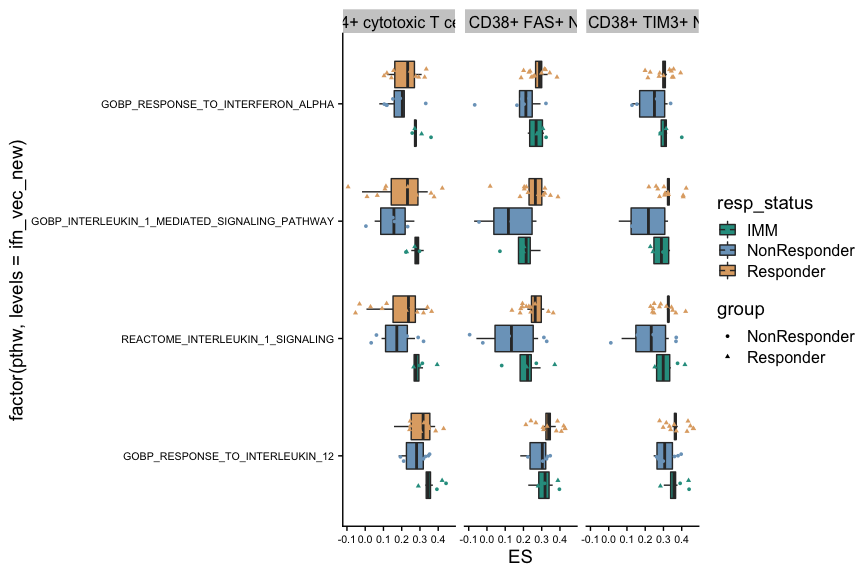 4+ cytotoxic T ce
CD38+ FAS+ N
CD38+ TIM3+ N
factor(pthw, levels = ifn_vec_new)
GOBP_RESPONSE_TO_INTERFERON_ALPHA
GOBP_INTERLEUKIN_1_MEDIATED_SIGNALING_PATHWAY
REACTOME_INTERLEUKIN_1_SIGNALING
GOBP_RESPONSE_TO_INTERLEUKIN_12
-0.1 0.0 0.1 0.2 0.3 0.4
-0.1 0.0 0.1 0.2 0.3 0.4
-0.1 0.0 0.1 0.2 0.3 0.4
ES
resp_status
IMM
NonResponder
Responder
group
NonResponder
Responder